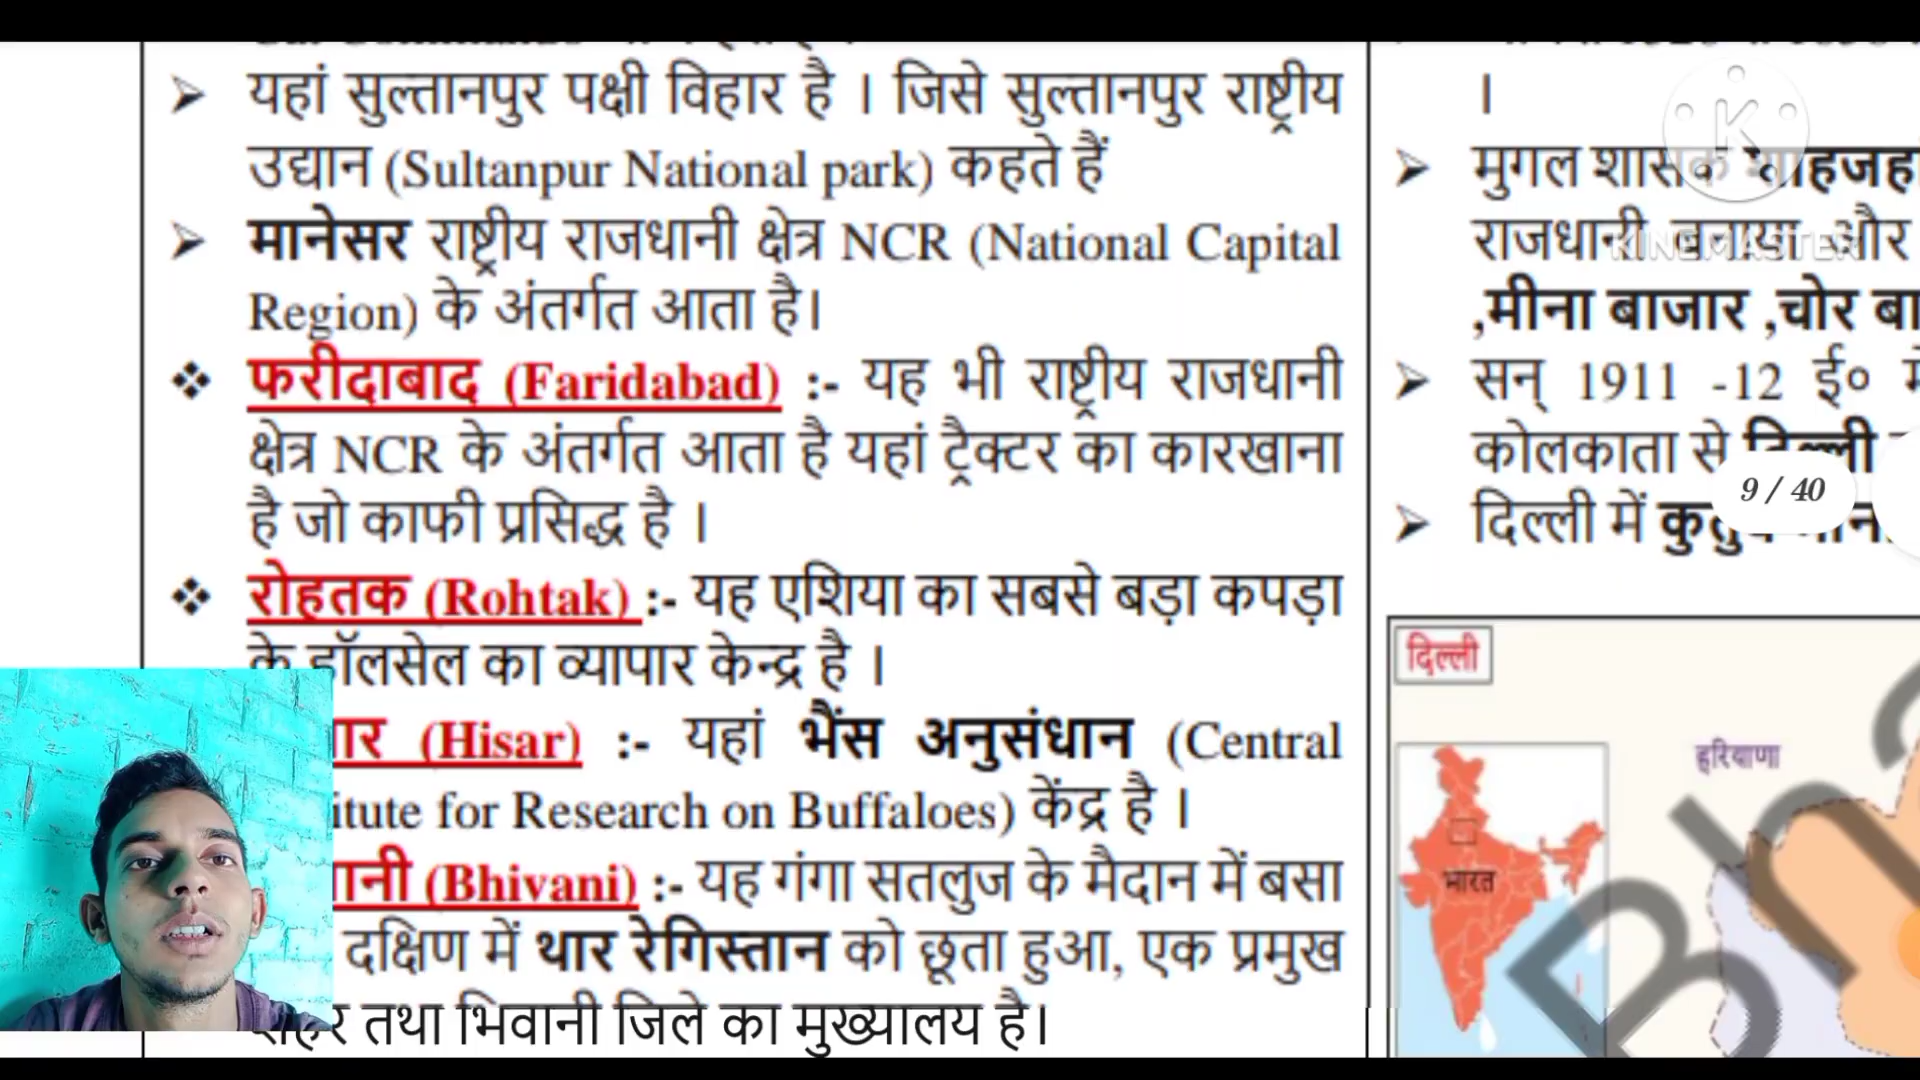 यहां सुल्तानपुर पक्षी विहार है । जिसे सुल्तानपुर राष्ट्रीय
उद्यान (Sultanpur National park) कहते हैं
मानेसर राष्ट्रीय राजधानी क्षेत्र NCR (National Capital
Region) के अंतर्गत आता है।
फरीदाबाद (Faridabad) :- यह भी राष्ट्रीय राजधानी
क्षेत्र NCR के अंतर्गत आता है यहां ट्रैक्टर का कारखाना
है जो काफी प्रसिद्ध है ।
रोहतक (Rohtak) :- यह एशिया का सबसे बड़ा कपड़ा
के हॉलसेल का व्यापार केन्द्र है ।
(Hisar) :- यहां भैंस अनुसंधान (Central
for Research on Buffaloes) केंद्र है ।
(Bhivani) :- यह गंगा सतलुज के मैदान में बसा
दक्षिण में थार रेगिस्तान को छूता हुआ, एक प्रमुख
तथा भिवानी जिले का मुख्यालय है।
।
मुगल शासक
राजधानी और
,मीना बाजार ,चोर
सन् 1911 -12 ई०
कोलकाता से दिल्ली
दिल्ली में
K
KINEMASTER
9 / 40
दिल्ली
हरियाणा
भारत